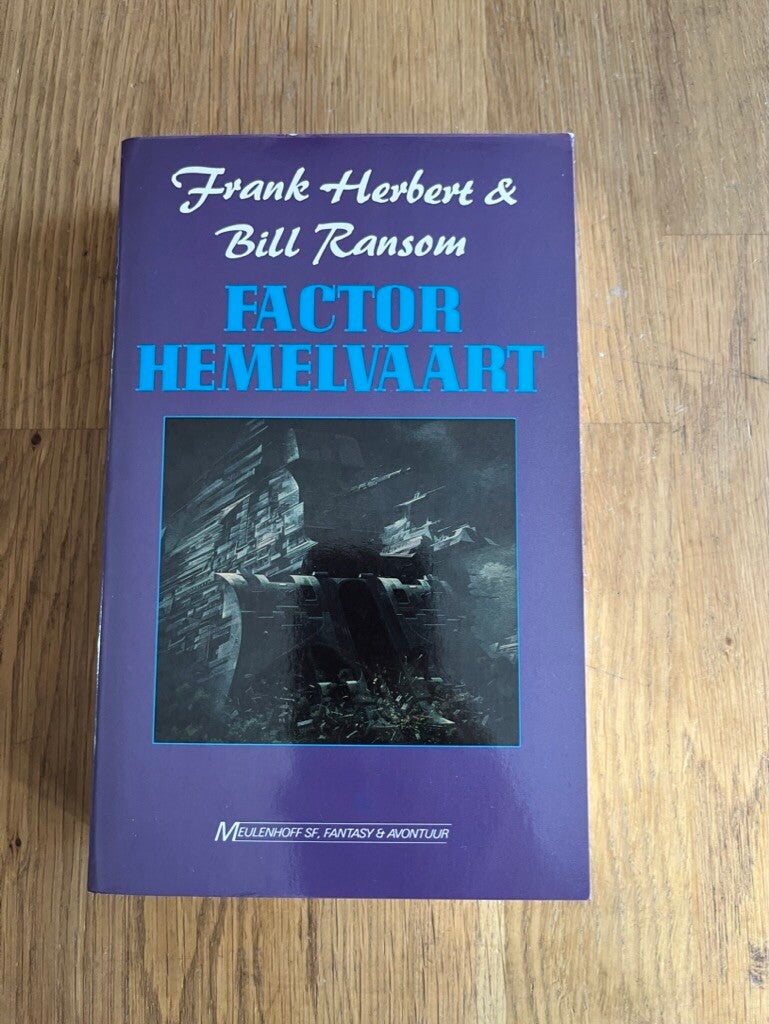 Frank Herbert &
Bill Ransom
FACTOR
HEMELVAART
MEULENHOFF SF, FANTASY & AVONTUUR